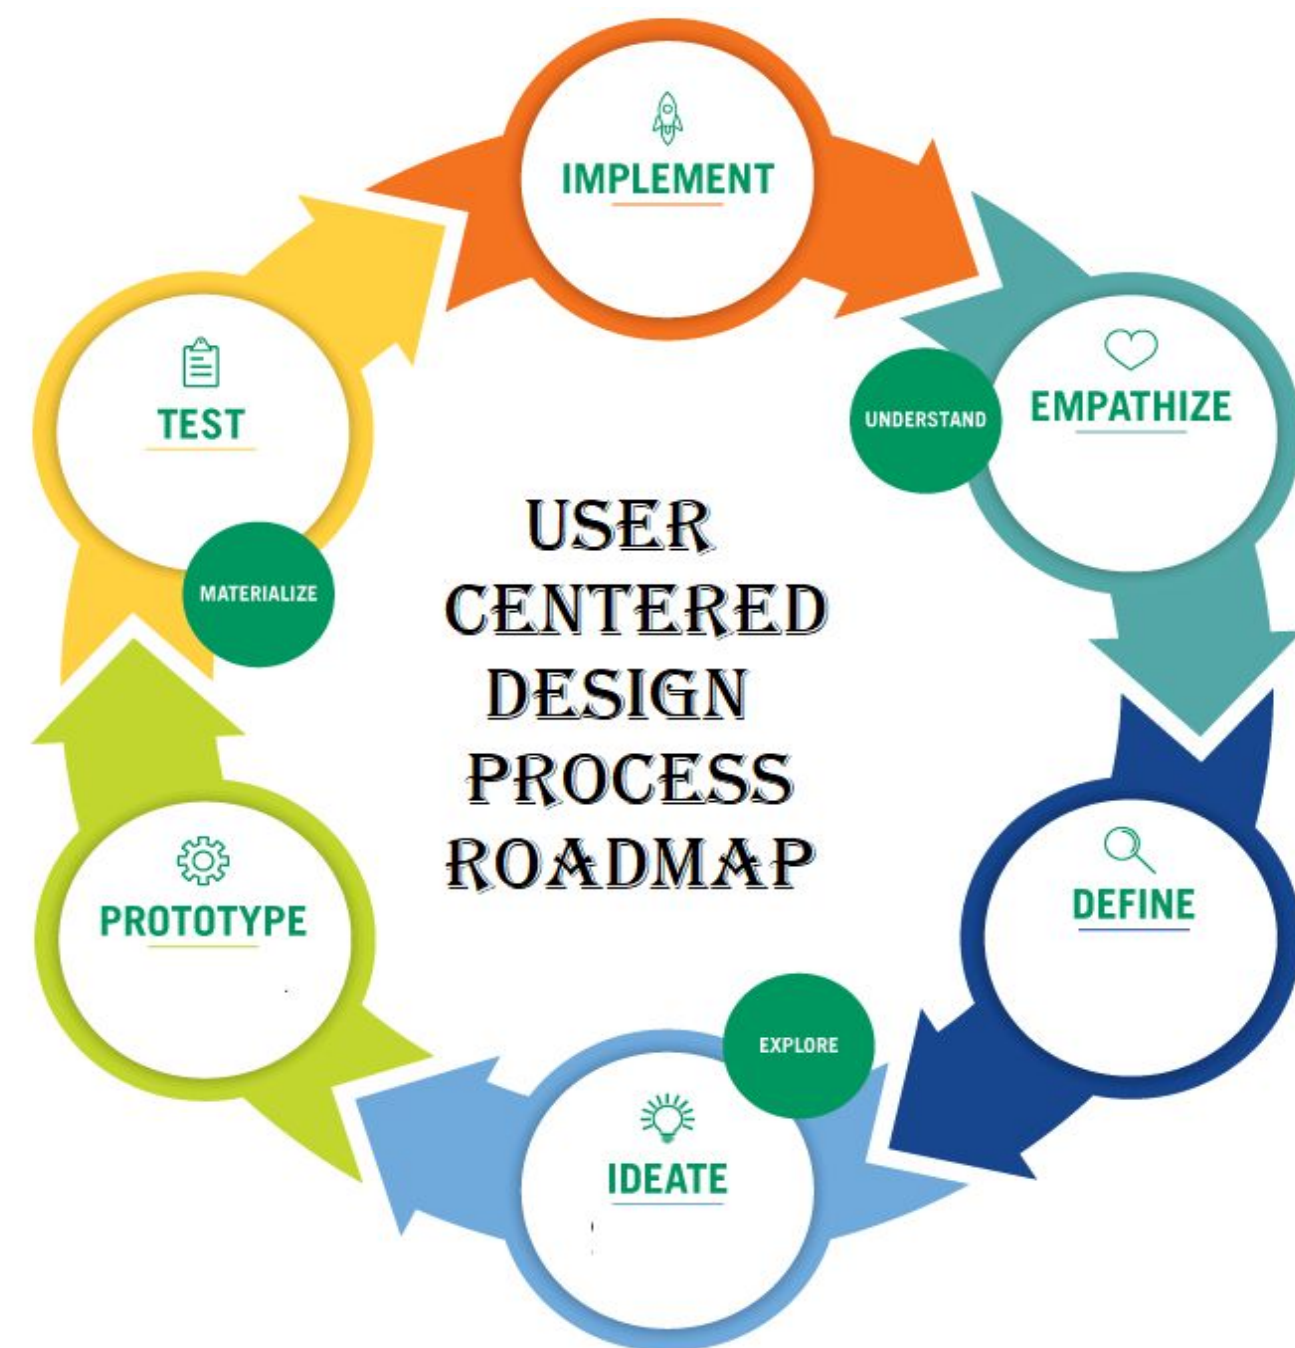 IMPLEMENT
EMPATHIZE
UNDERSTAND
TEST
MATERIALIZE
USER
CENTERED
DESIGN
PROCESS
ROADMAP
PROTOTYPE
DEFINE
EXPLORE
IDEATE